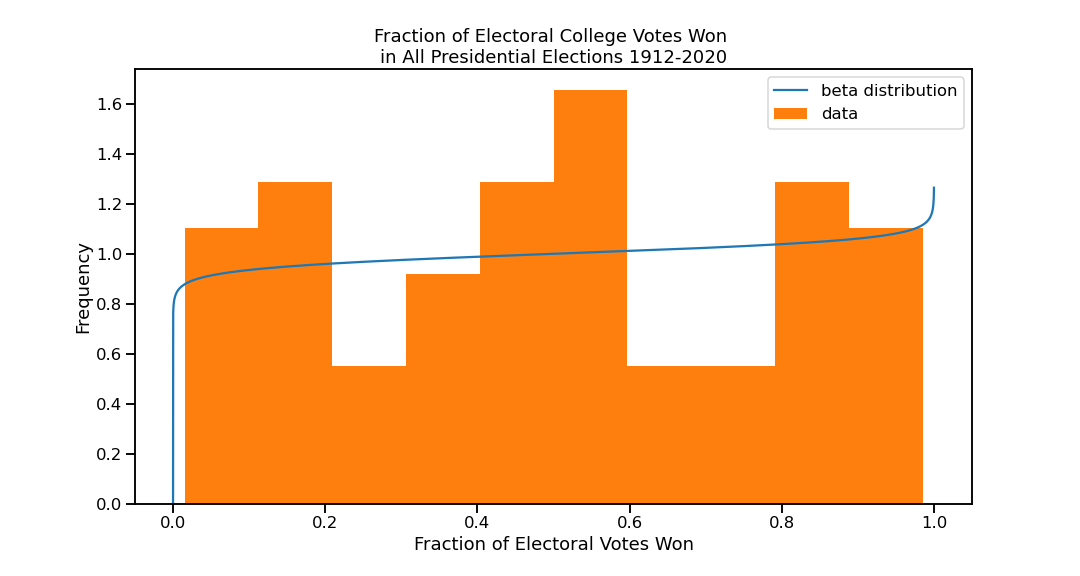 Fraction of Electoral College Votes Won
in All Presidential Elections 1912-2020
beta distribution
data
Frequency
1.6
1.4
1.2
1.0
0.8
0.6
0.4
0.2
0.0
0.0 0.2 0.4 0.6 0.8 1.0
Fraction of Electoral Votes Won